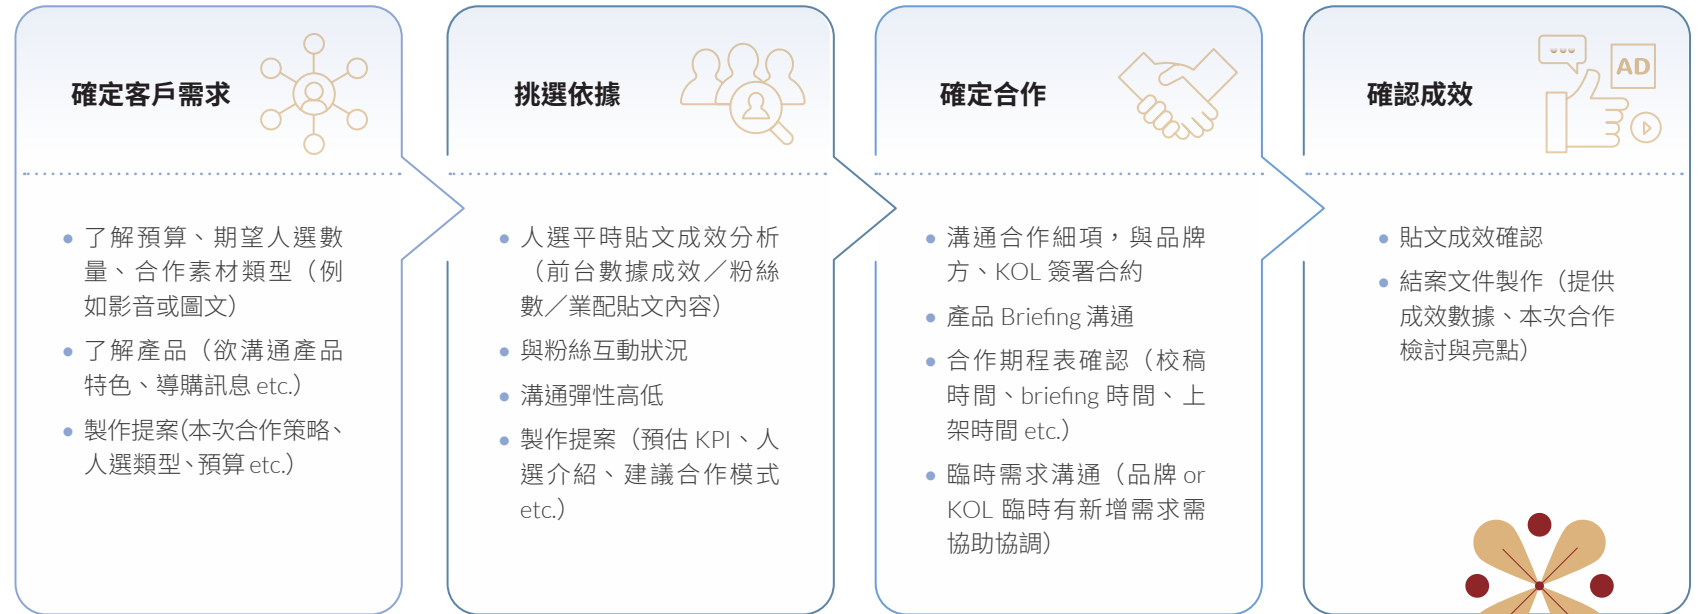 確定客戶需求
• 了解預算、期望人選數
量、合作素材類型（例
如影音或圖文）
• 了解產品（欲溝通產品
特色、導購訊息 etc.）
• 製作提案（本次合作策略、
人選類型、預算 etc.）
挑選依據
• 人選平時貼文成效分析
（前台數據成效／粉絲
數／業配貼文內容）
• 與粉絲互動狀況
• 溝通彈性高低
• 製作提案（預估 KPI、人
選介紹、建議合作模式
etc.）
確定合作
• 溝通合作細項，與品牌
方、KOL 簽署合約
• 產品 Briefing 溝通
• 合作期程表確認（校稿
時間、briefing 時間、上
架時間 etc.）
• 臨時需求溝通（品牌 or
KOL 臨時有新增需求需
協助協調）
確認成效
AD
• 貼文成效確認
• 結案文件製作（提供
成效數據、本次合作
檢討與亮點）